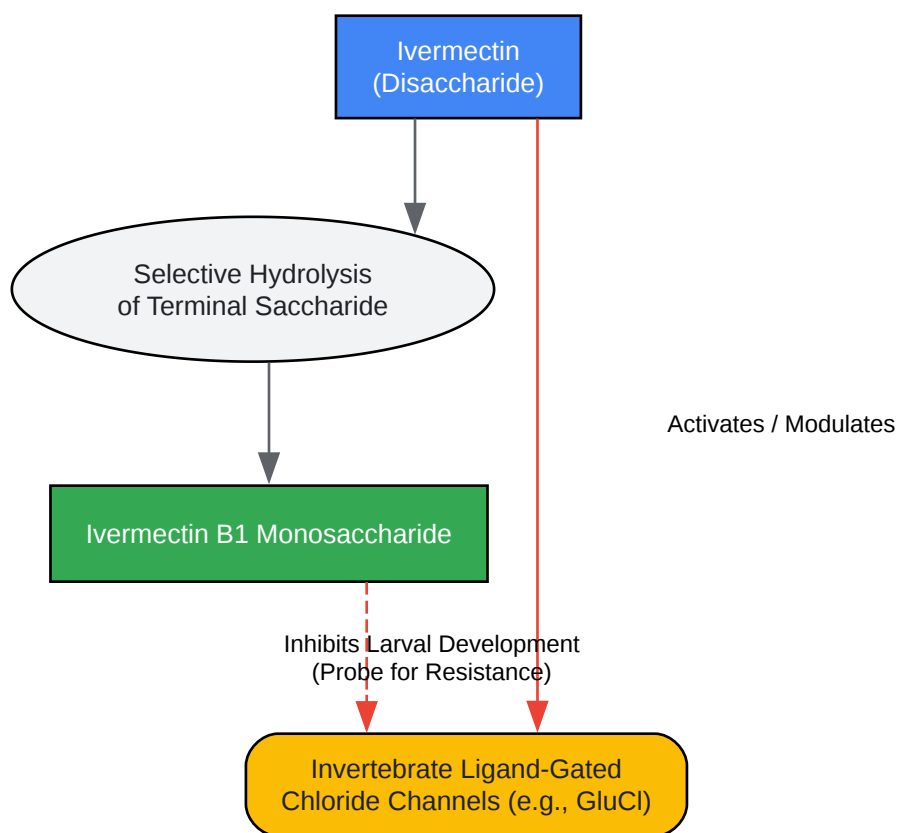 Ivermectin
(Disaccharide)
Selective Hydrolysis
of Terminal Saccharide
Activates / Modulates
Ivermectin B1 Monosaccharide
Inhibits Larval Development
(Probe for Resistance)
Invertebrate Ligand-Gated
Chloride Channels (e.g., GluCl)